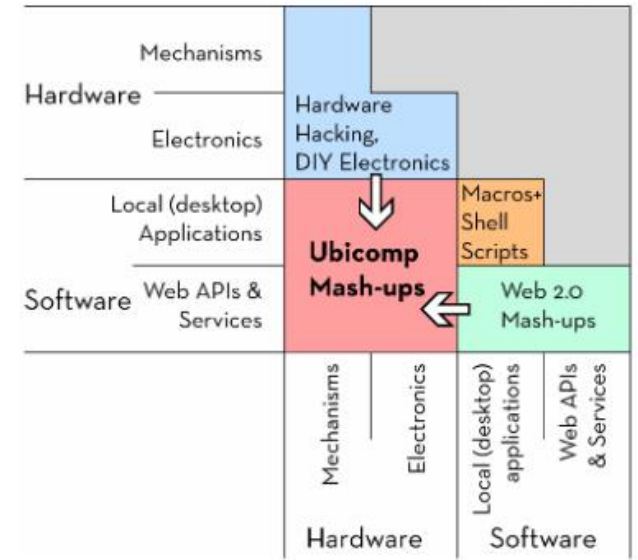 Mechanisms
Hardware
Electronics
Hardware
Hacking,
DIY Electronics
Local (desktop)
Applications
Macros+
Shell
Scripts
Ubicomp
Mash-ups
Software
Web APIs &
Services
Web 2.0
Mash-ups
Mechanisms
Electronics
Local (desktop)
applications
Web APIs
& Services
Hardware
Software